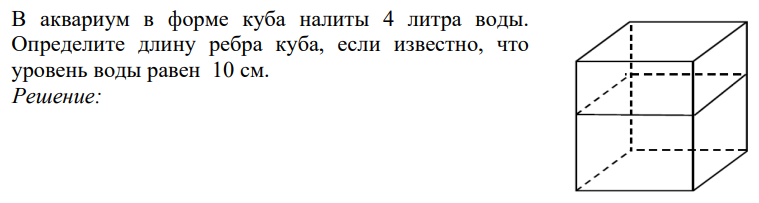 В аквариум в форме куба налиты 4 литра воды.
Определите длину ребра куба, если известно, что
уровень воды равен 10 см.
Решение: